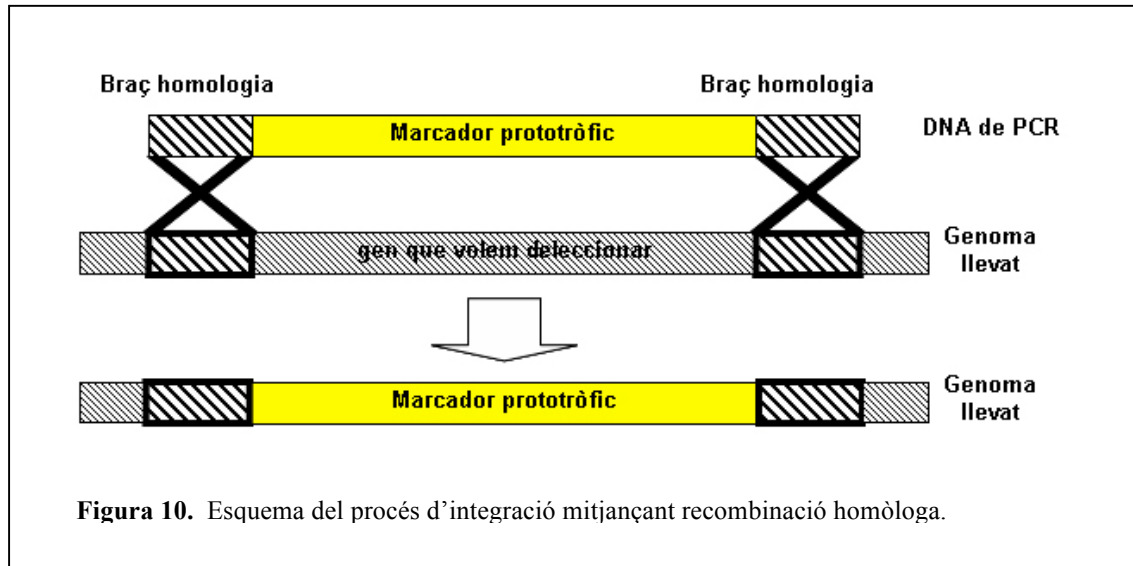 Braç homologia Braç homologia
Marcador prototròfic DNA de PCR
gen que volem deleccionar Genoma
llevat
Marcador prototròfic Genoma
llevat
Figura 10. Esquema del procés d’integració mitjançant recombinació homòloga.